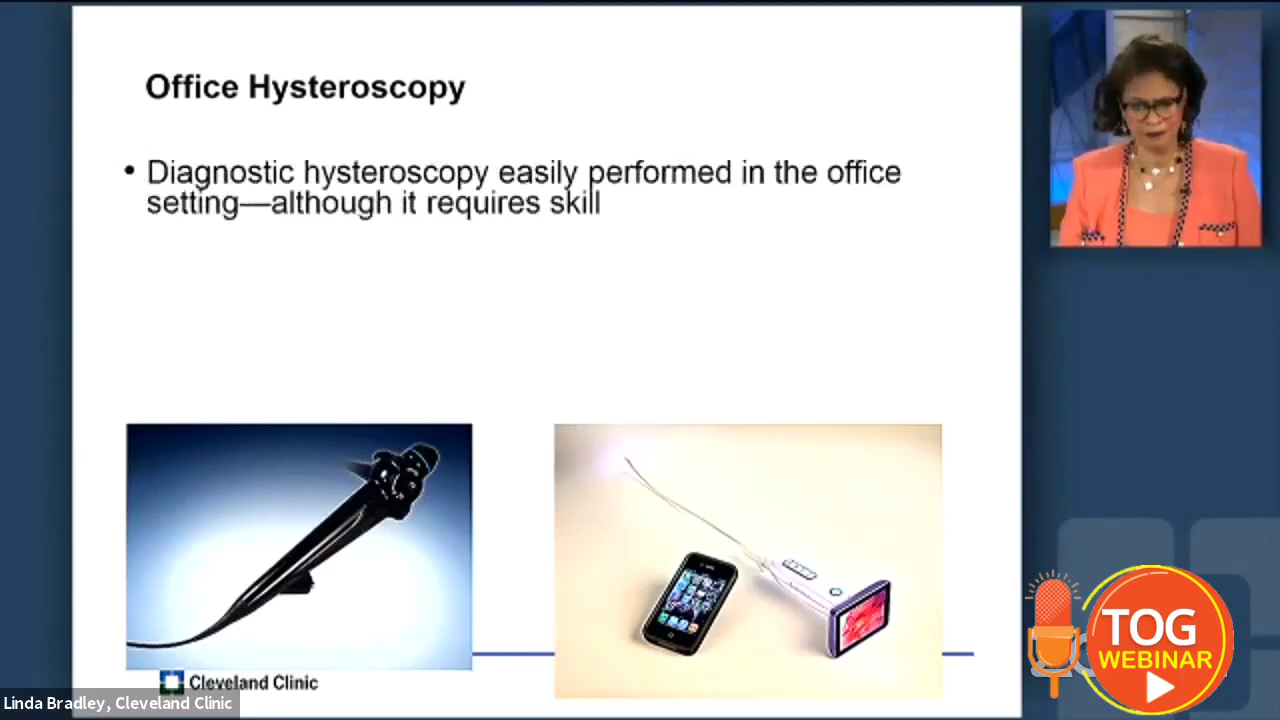 Office Hysteroscopy
• Diagnostic hysteroscopy easily performed in the office
setting—although it requires skill
Cleveland Clinic
Linda Bradley, Cleveland Clinic
TOG
WEBINAR